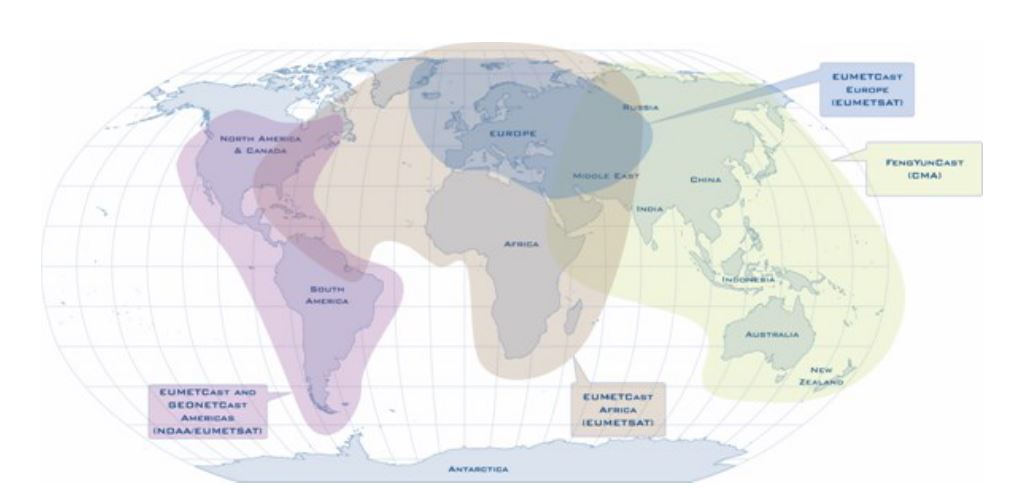 EUMETCast
Europe
(EUMETSAT)
Russia
North America
& Canada
Europe
FengYunCast
(CMA)
Middle East
China
India
Africa
Indonesia
South
America
Australia
New
Zealand
EUMETCast and
GEONETCast
Americas
(NOAA/EUMETSAT)
EUMETCast
Africa
(EUMETSAT)
Antarctica